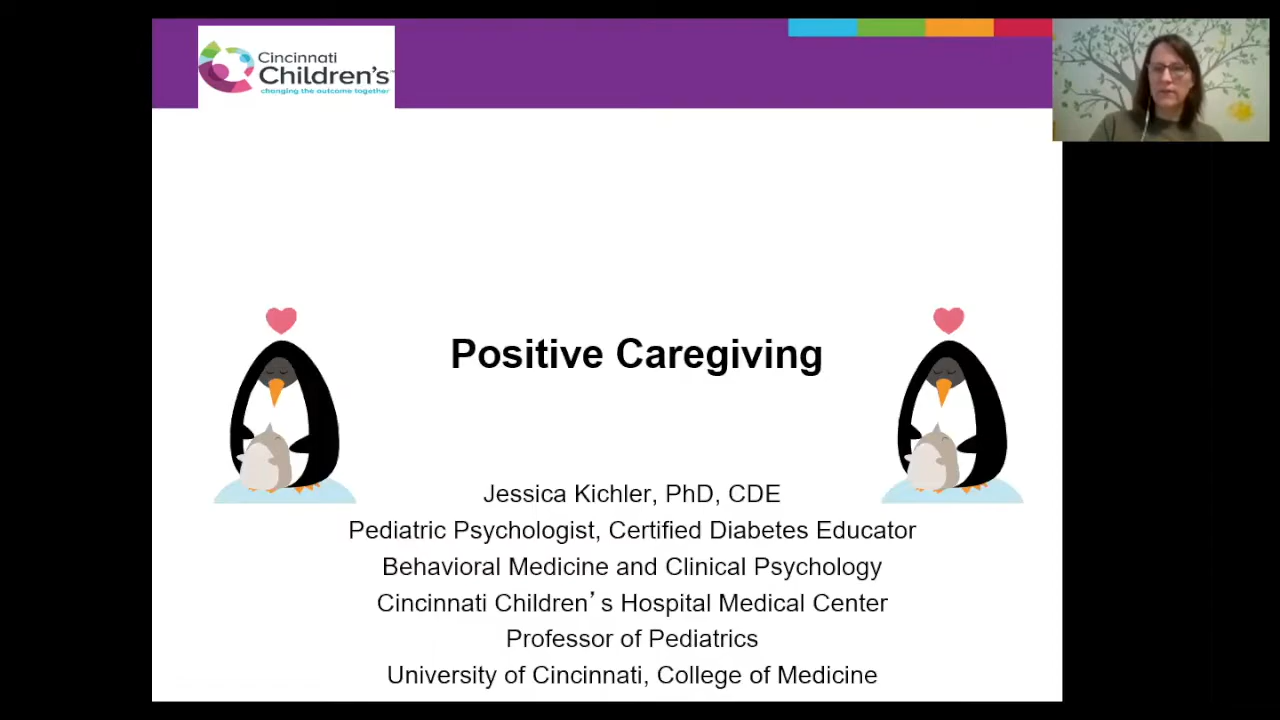 Cincinnati
Children's
changing the outcome together
Positive Caregiving
Jessica Kichler, PhD, CDE
Pediatric Psychologist, Certified Diabetes Educator
Behavioral Medicine and Clinical Psychology
Cincinnati Children’s Hospital Medical Center
Professor of Pediatrics
University of Cincinnati, College of Medicine